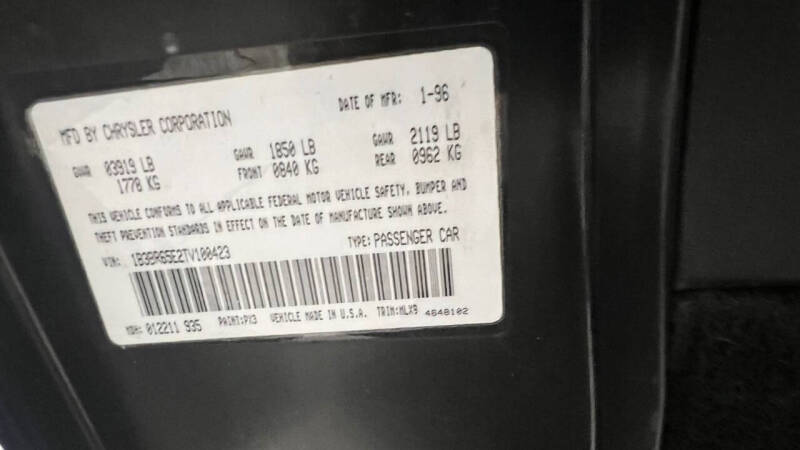 MFD BY CHRYSLER CORPORATION DATE OF MFR: 1-96
GVWR 03919 LB GAWR 1850 LB GAWR 2119 LB
1778 KG FRONT 0840 KG REAR 0962 KG
THIS VEHICLE CONFORMS TO ALL APPLICABLE FEDERAL MOTOR VEHICLE SAFETY, BUMPER AND
THEFT PREVENTION STANDARDS IN EFFECT ON THE DATE OF MANUFACTURE SHOWN ABOVE.
VIN: 1B3BR65E2TV100423 TYPE: PASSENGER CAR
MDH: 012211 935 PAINT: PX3 VEHICLE MADE IN U.S.A. TRIM: MLX9 4648102